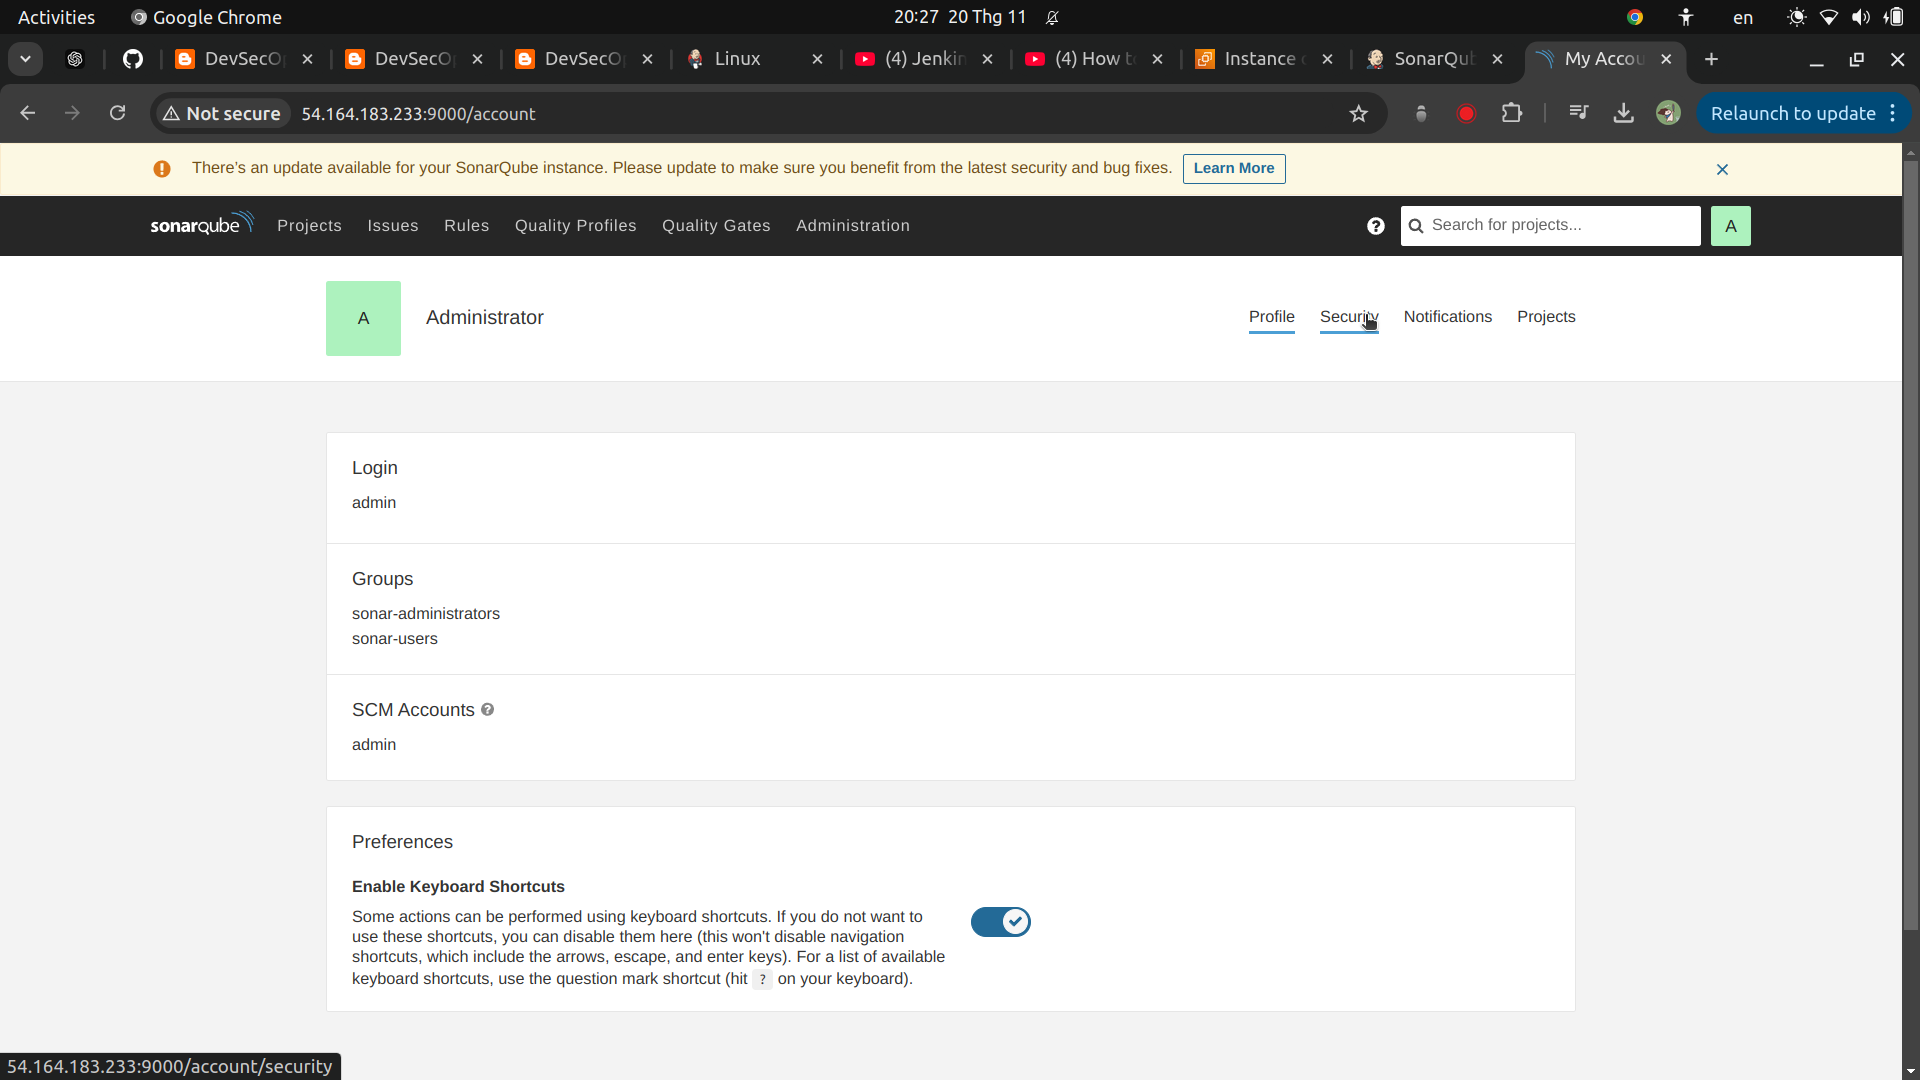 Activities
Google Chrome
20:27 20 Thg 11
en
DevSecO
DevSecO
DevSecO
Linux
(4) Jenkin
(4) How t
Instance
SonarQu
My Accou
Not secure
54.164.183.233:9000/account
Relaunch to update
There's an update available for your SonarQube instance. Please update to make sure you benefit from the latest security and bug fixes.
Learn More
sonarqube
Projects
Issues
Rules
Quality Profiles
Quality Gates
Administration
Search for projects...
A
A
Administrator
Profile
Security
Notifications
Projects
Login
admin
Groups
sonar-administrators
sonar-users
SCM Accounts
admin
Preferences
Enable Keyboard Shortcuts
Some actions can be performed using keyboard shortcuts. If you do not want to
use these shortcuts, you can disable them here (this won't disable navigation
shortcuts, which include the arrows, escape, and enter keys). For a list of available
keyboard shortcuts, use the question mark shortcut (hit ? on your keyboard).
54.164.183.233:9000/account/security